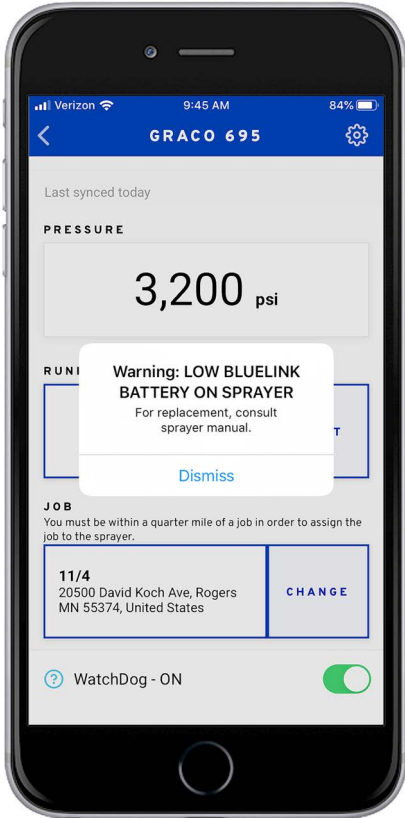 Verizon 9:45 AM 84%
GRACO 695
Last synced today
PRESSURE
3,200 psi
Warning: LOW BLUELINK
BATTERY ON SPRAYER
For replacement, consult
sprayer manual.
Dismiss
JOB
You must be within a quarter mile of a job in order to assign the
job to the sprayer.
11/4
20500 David Koch Ave, Rogers
MN 55374, United States
CHANGE
? WatchDog - ON